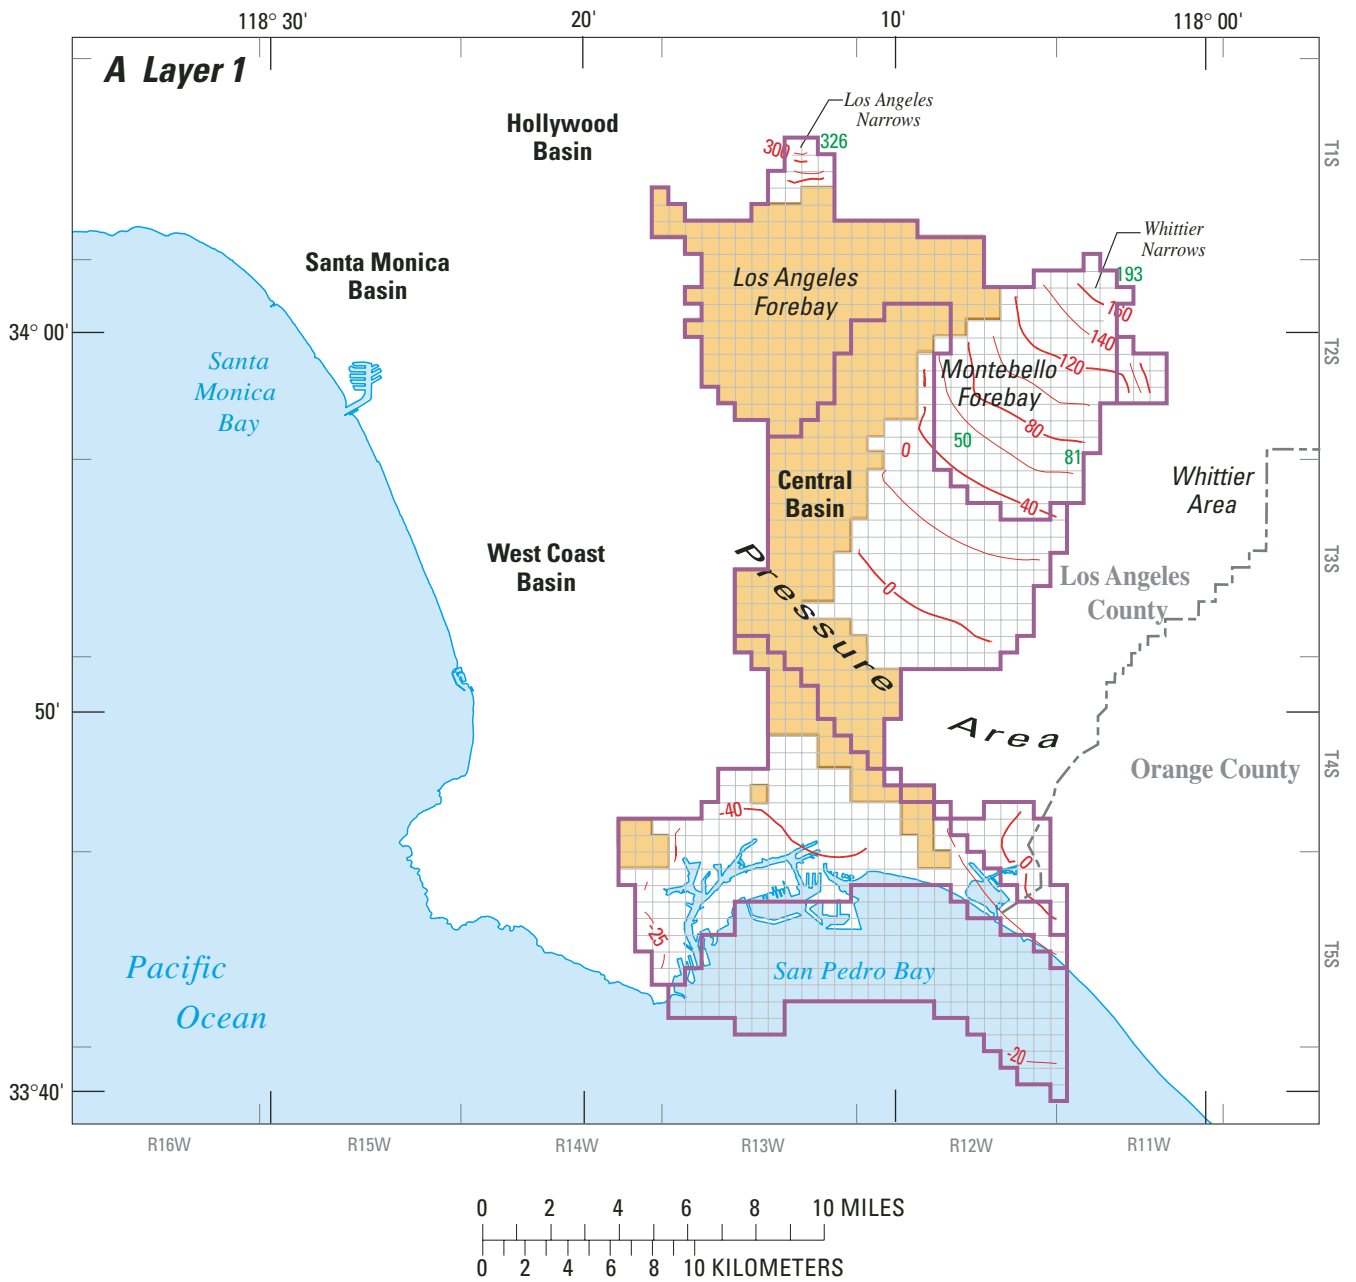 118° 30'
20'
10'
118° 00'
A Layer 1
Los Angeles
Narrows
Hollywood
Basin
300
326
T1S
Whittier
Narrows
Santa Monica
Basin
Los Angeles
Forebay
193
160
34° 00'
140
T2S
Santa
Monica
Bay
120
Montebello
Forebay
80
50
0
81
Central
Basin
Whittier
Area
40
West Coast
Basin
Pressure
T3S
Los Angeles
County
0
50'
Area
T4S
Orange County
-40
0
-25
T5S
Pacific
Ocean
San Pedro Bay
-20
33°40'
R16W
R15W
R14W
R13W
R12W
R11W
0 2 4 6 8 10 MILES
0 2 4 6 8 10 KILOMETERS